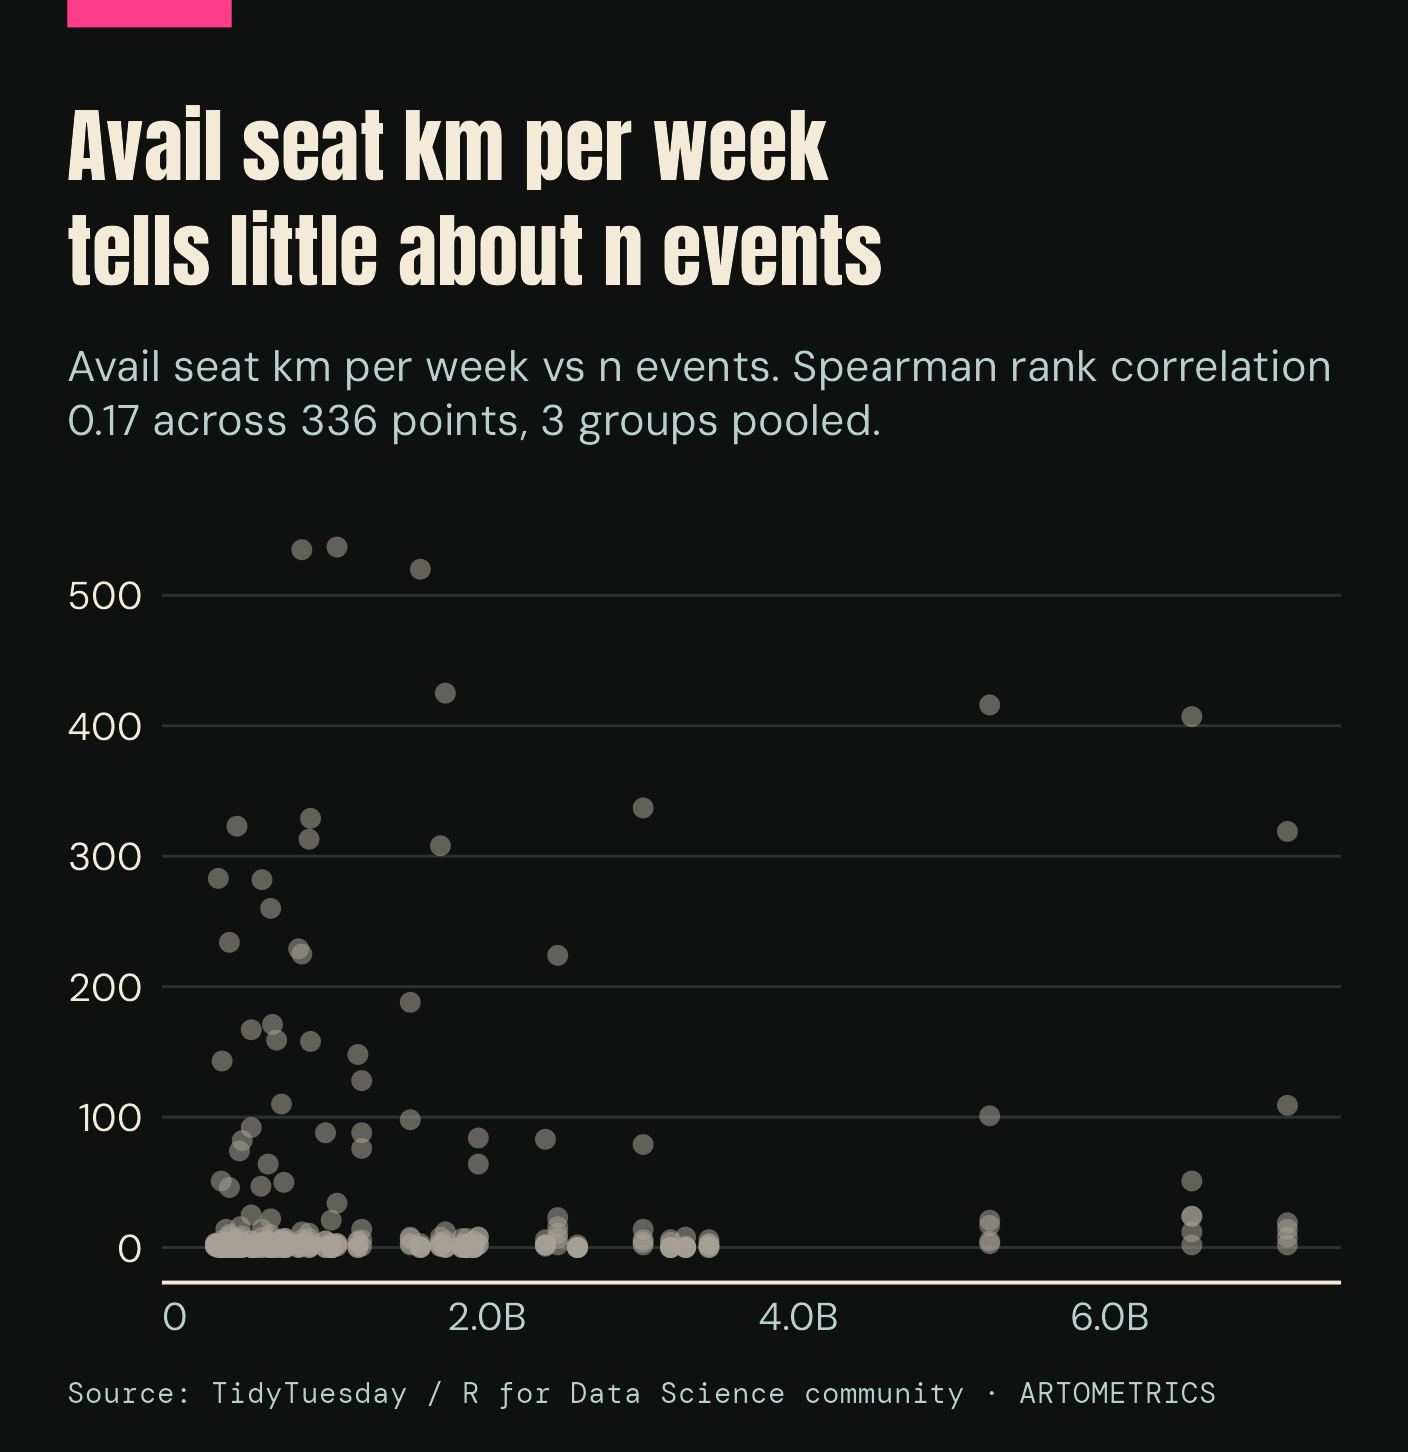 Avail seat km per week
tells little about n events
Avail seat km per week vs n events. Spearman rank correlation
0.17 across 336 points, 3 groups pooled.
500
400
300
200
100
0
0 2.0B 4.0B 6.0B
Source: TidyTuesday / R for Data Science community · ARTOMETRICS